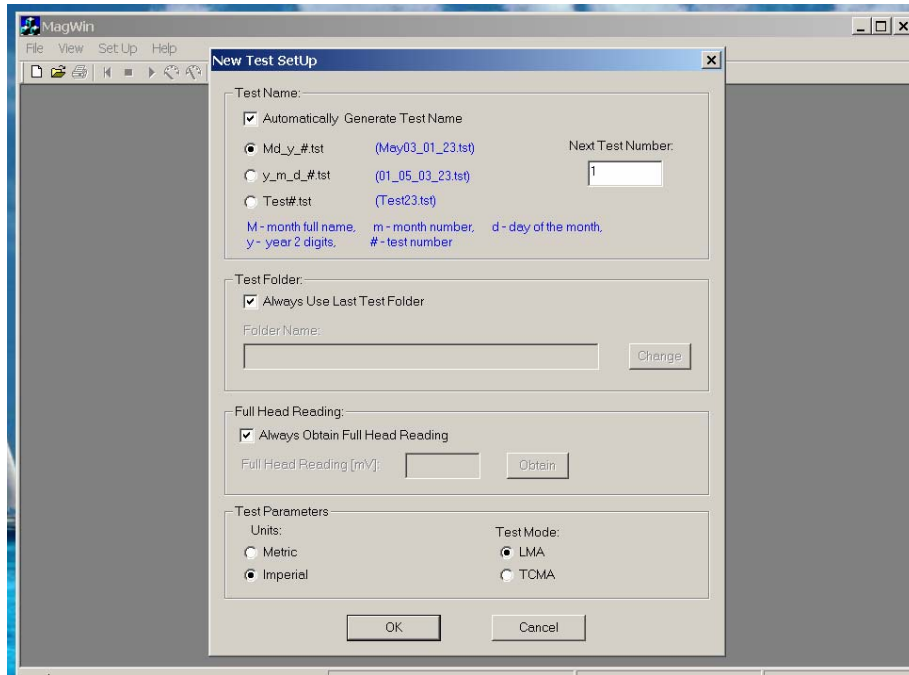 MagWin
File View Set Up Help
New Test SetUp
Test Name:
Automatically Generate Test Name
Md_y_#.tst (May03_01_23.tst)
Next Test Number:
1
y_m_d_#.tst (01_05_03_23.tst)
Test#.tst (Test23.tst)
M - month full name, m - month number, d - day of the month,
y - year 2 digits, # - test number
Test Folder:
Always Use Last Test Folder
Folder Name:
Change
Full Head Reading:
Always Obtain Full Head Reading
Full Head Reading [mV]: Obtain
Test Parameters
Units: Test Mode:
Metric LMA
Imperial TCMA
OK Cancel